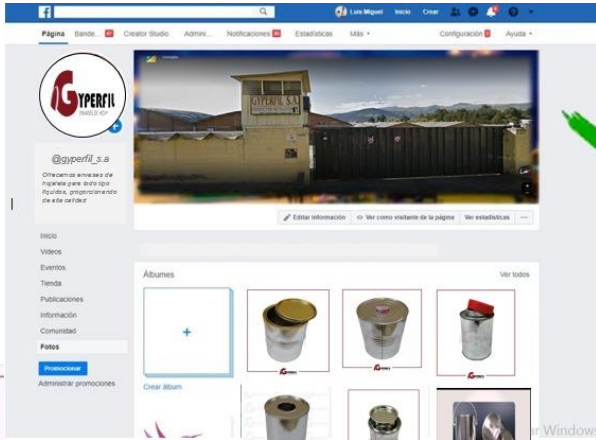 f
Luis Miguel Inicio Crear
Página Bande... Creator Studio Admini... Notificaciones Estadísticas Más Configuración Ayuda
GYPERFIL
GYPERFIL S.A.
@gyperfil_s.a
Ofrecemos envases de
hojalata para todo tipo
líquidos, proporcionando
de alta calidad
Editar información Ver como visitante de la página Ver estadísticas ...
Inicio
Videos
Eventos
Tienda
Publicaciones
Información
Comunidad
Fotos
Promocionar
Administrar promociones
Álbumes Ver todos
+
Crear álbum
ar Windows